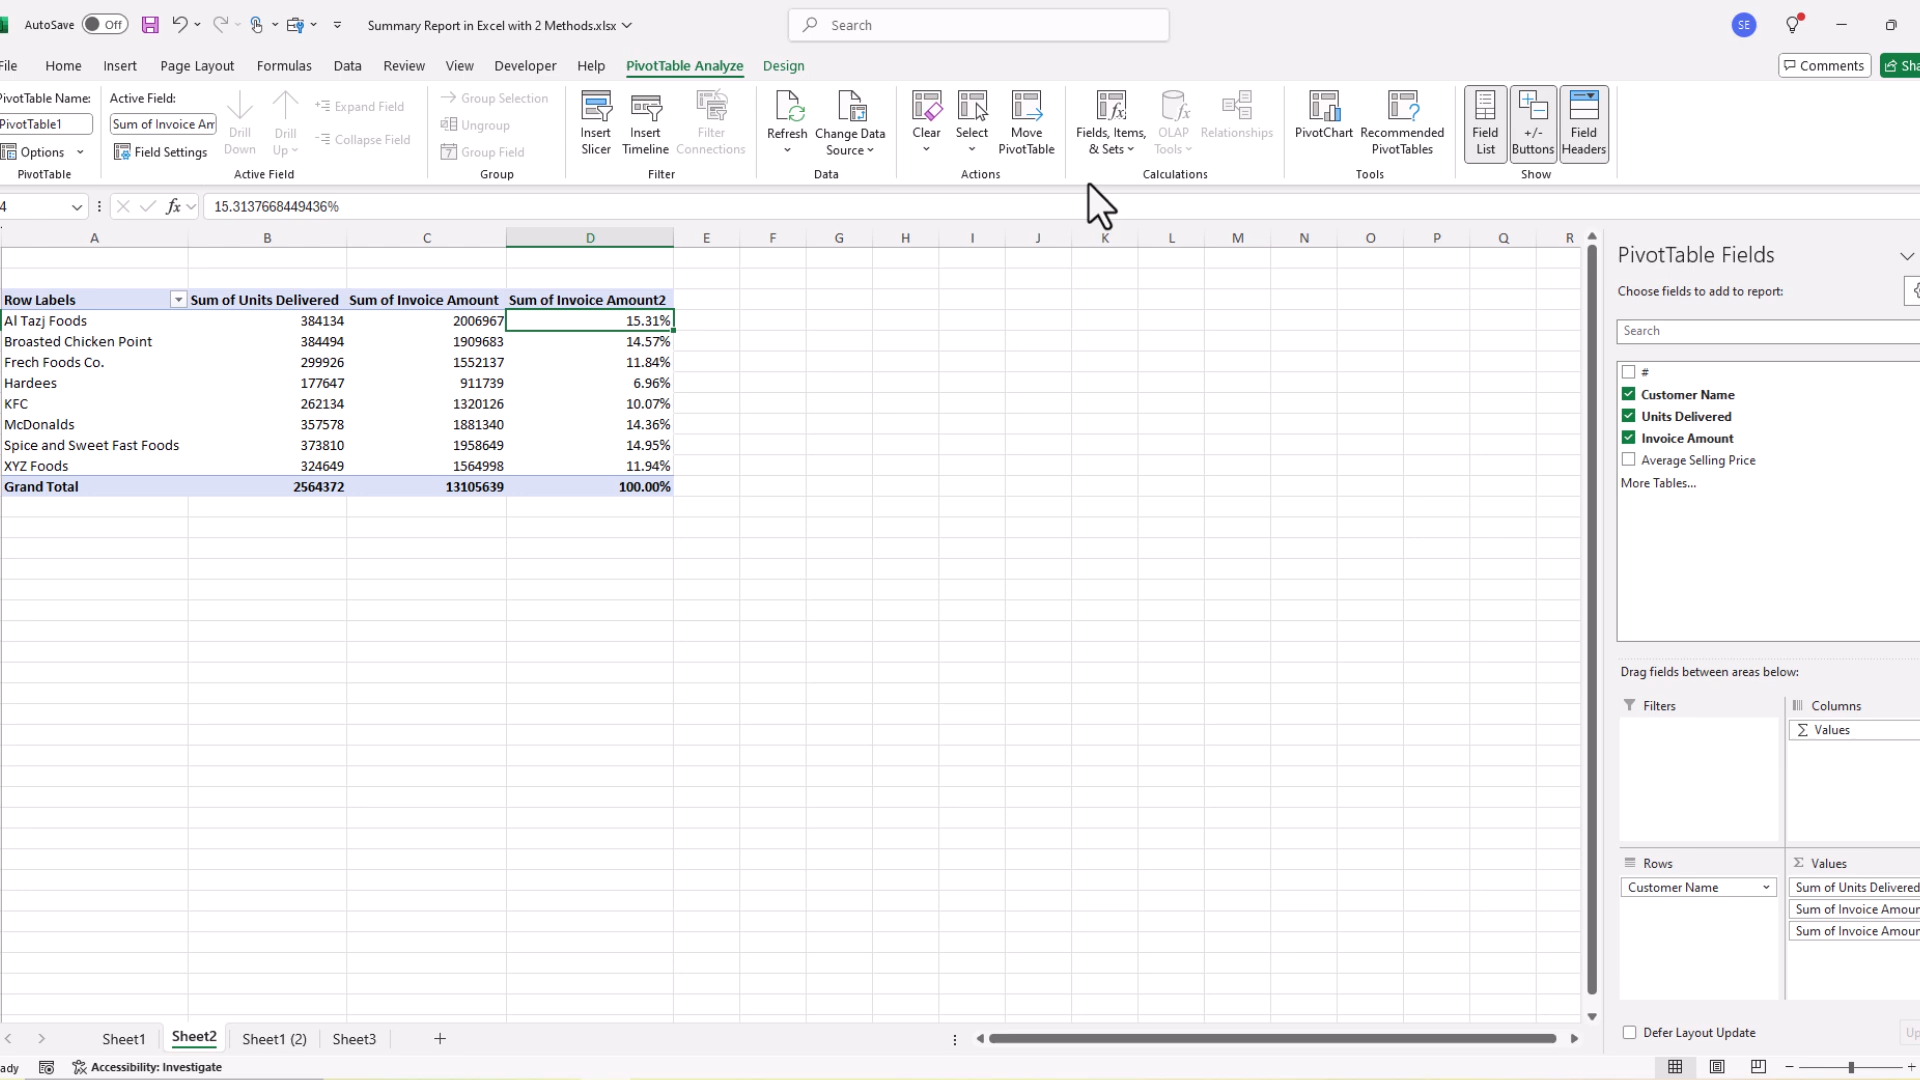 AutoSave Off Summary Report in Excel with 2 Methods.xlsx Search SE
File Home Insert Page Layout Formulas Data Review View Developer Help PivotTable Analyze Design Comments Sha
PivotTable Name:
PivotTable1
Options
PivotTable
Active Field:
Sum of Invoice Am
Field Settings
Drill Down
Drill Up
Expand Field
Collapse Field
Active Field
Group Selection
Ungroup
Group Field
Group
Insert Slicer
Insert Timeline
Filter Connections
Filter
Refresh
Change Data Source
Data
Clear
Select
Move PivotTable
Actions
Fields, Items, & Sets
OLAP Tools
Relationships
Calculations
PivotChart
Recommended PivotTables
Tools
Field List
+/- Buttons
Field Headers
Show
4 fx 15.3137668449436%
A B C D E F G H I J K L M N O P Q R
Row Labels Sum of Units Delivered Sum of Invoice Amount Sum of Invoice Amount2
Al Tazj Foods 384134 2006967 15.31%
Broasted Chicken Point 384494 1909683 14.57%
Frech Foods Co. 299926 1552137 11.84%
Hardees 177647 911739 6.96%
KFC 262134 1320126 10.07%
McDonalds 357578 1881340 14.36%
Spice and Sweet Fast Foods 373810 1958649 14.95%
XYZ Foods 324649 1564998 11.94%
Grand Total 2564372 13105639 100.00%
PivotTable Fields
Choose fields to add to report:
Search
#
Customer Name
Units Delivered
Invoice Amount
Average Selling Price
More Tables...
Drag fields between areas below:
Filters
Columns
Σ Values
Rows
Customer Name
Σ Values
Sum of Units Delivered
Sum of Invoice Amoun
Sum of Invoice Amoun
Defer Layout Update Up
Sheet1 Sheet2 Sheet1 (2) Sheet3 +
ady Accessibility: Investigate